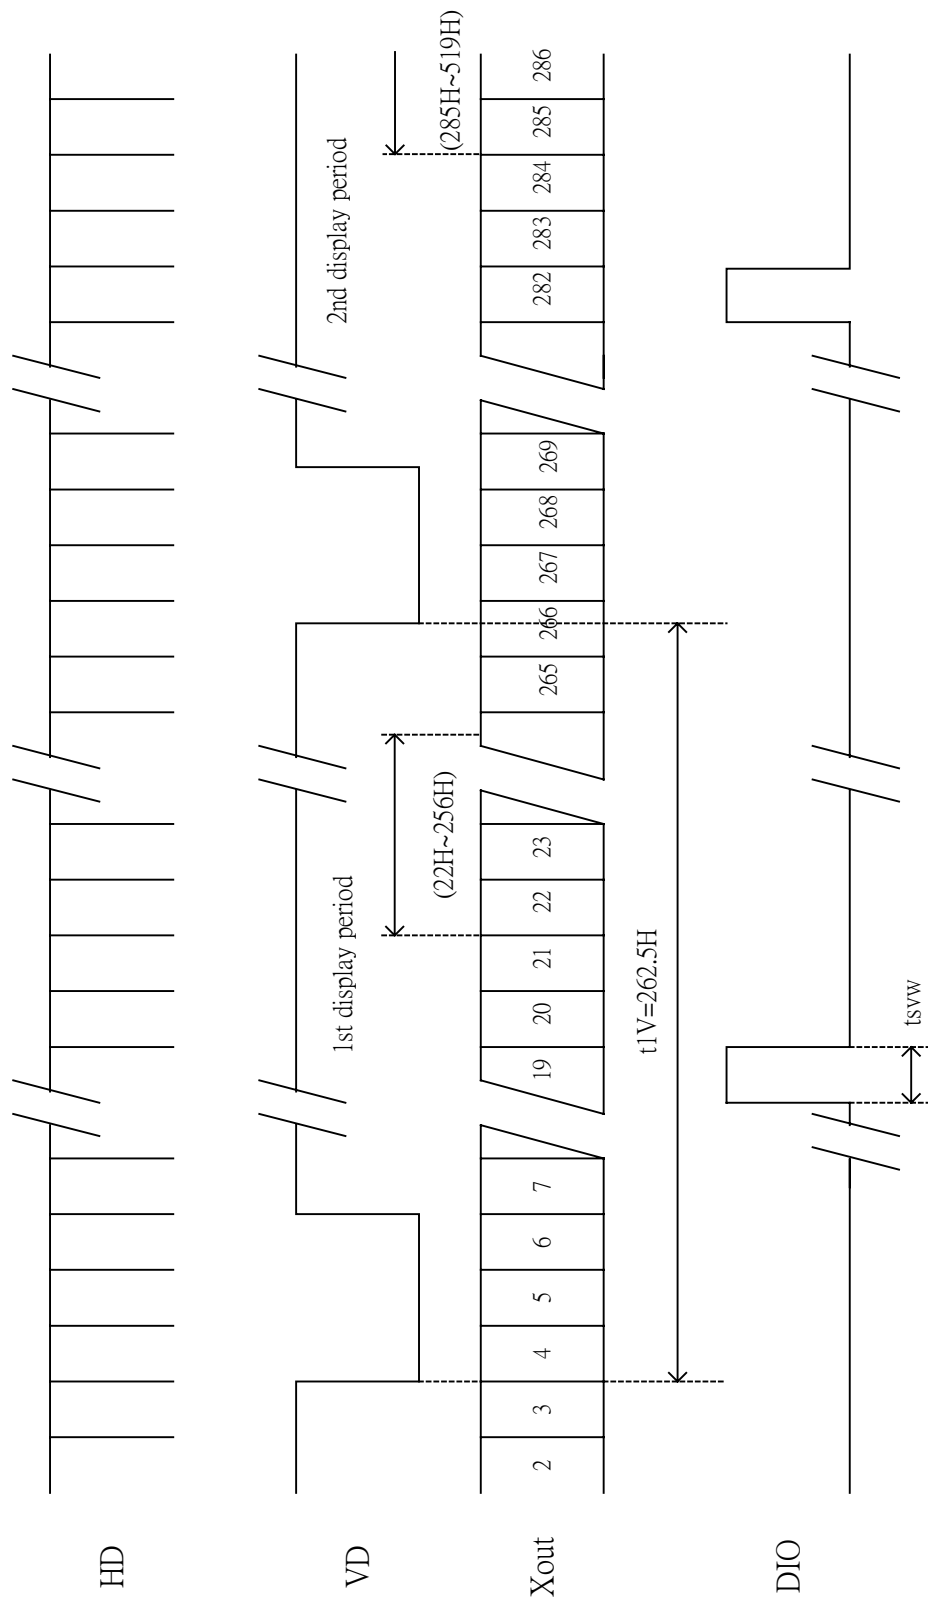 HD
VD
1st display period
2nd display period
(22H~256H)
(285H~519H)
Xout
2 3 4 5 6 7 19 20 21 22 23 265 266 267 268 269 282 283 284 285 286
t1V=262.5H
DIO
tsvw